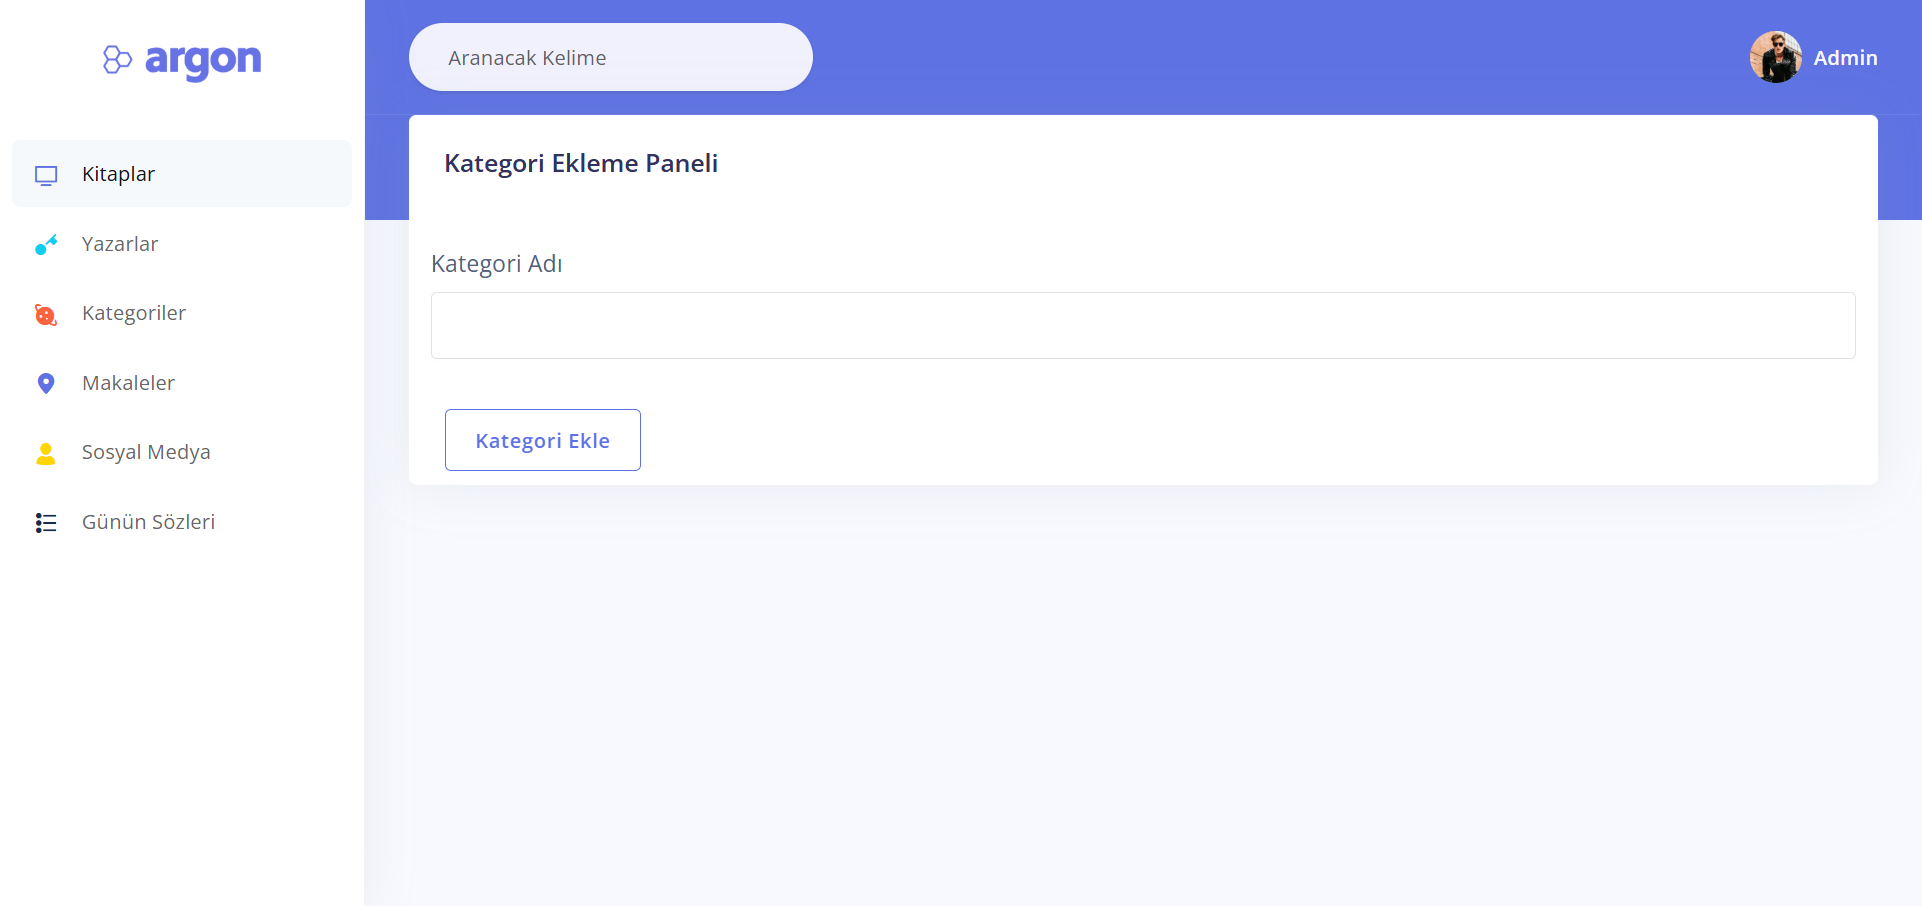 argon
Aranacak Kelime
Admin
Kitaplar
Yazarlar
Kategoriler
Makaleler
Sosyal Medya
Günün Sözleri
Kategori Ekleme Paneli
Kategori Adı
Kategori Ekle